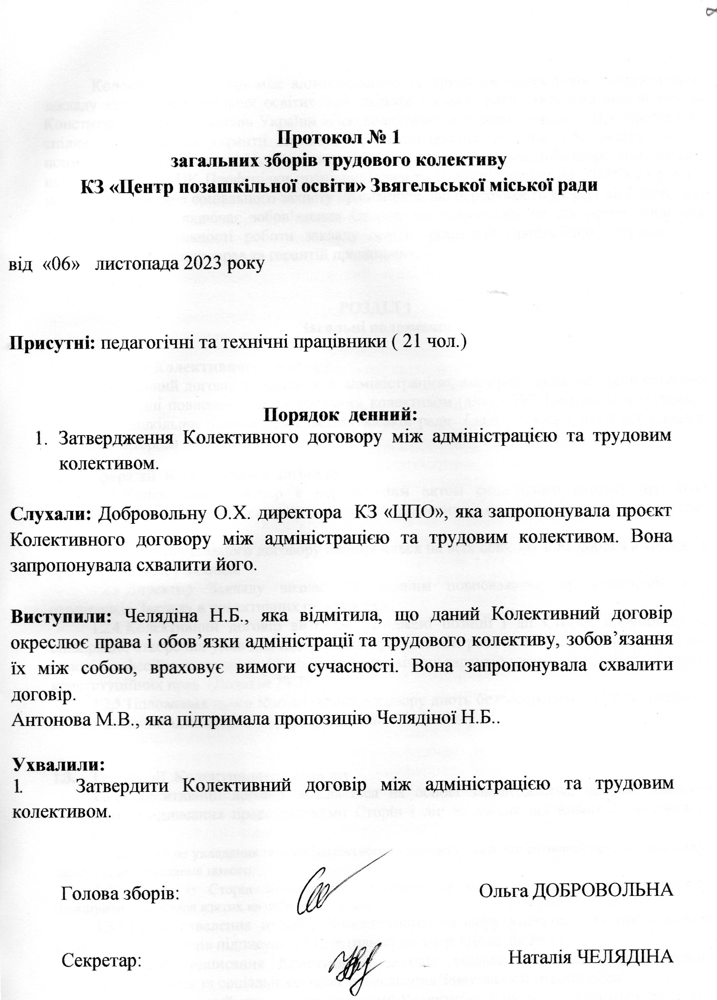 Протокол № 1
загальних зборів трудового колективу
КЗ «Центр позашкільної освіти» Звягельської міської ради
від «06» листопада 2023 року
Присутні: педагогічні та технічні працівники ( 21 чол.)
Порядок денний:
1. Затвердження Колективного договору між адміністрацією та трудовим
колективом.
Слухали: Добровольну О.Х. директора КЗ «ЦПО», яка запропонувала проєкт
Колективного договору між адміністрацією та трудовим колективом. Вона
запропонувала схвалити його.
Виступили: Челядіна Н.Б., яка відмітила, що даний Колективний договір
окреслює права і обов’язки адміністрації та трудового колективу, зобов’язання
їх між собою, враховує вимоги сучасності. Вона запропонувала схвалити
договір.
Антонова М.В., яка підтримала пропозицію Челядіної Н.Б..
Ухвалили:
1. Затвердити Колективний договір між адміністрацією та трудовим
колективом.
Голова зборів: Ольга ДОБРОВОЛЬНА
Секретар: Наталія ЧЕЛЯДІНА